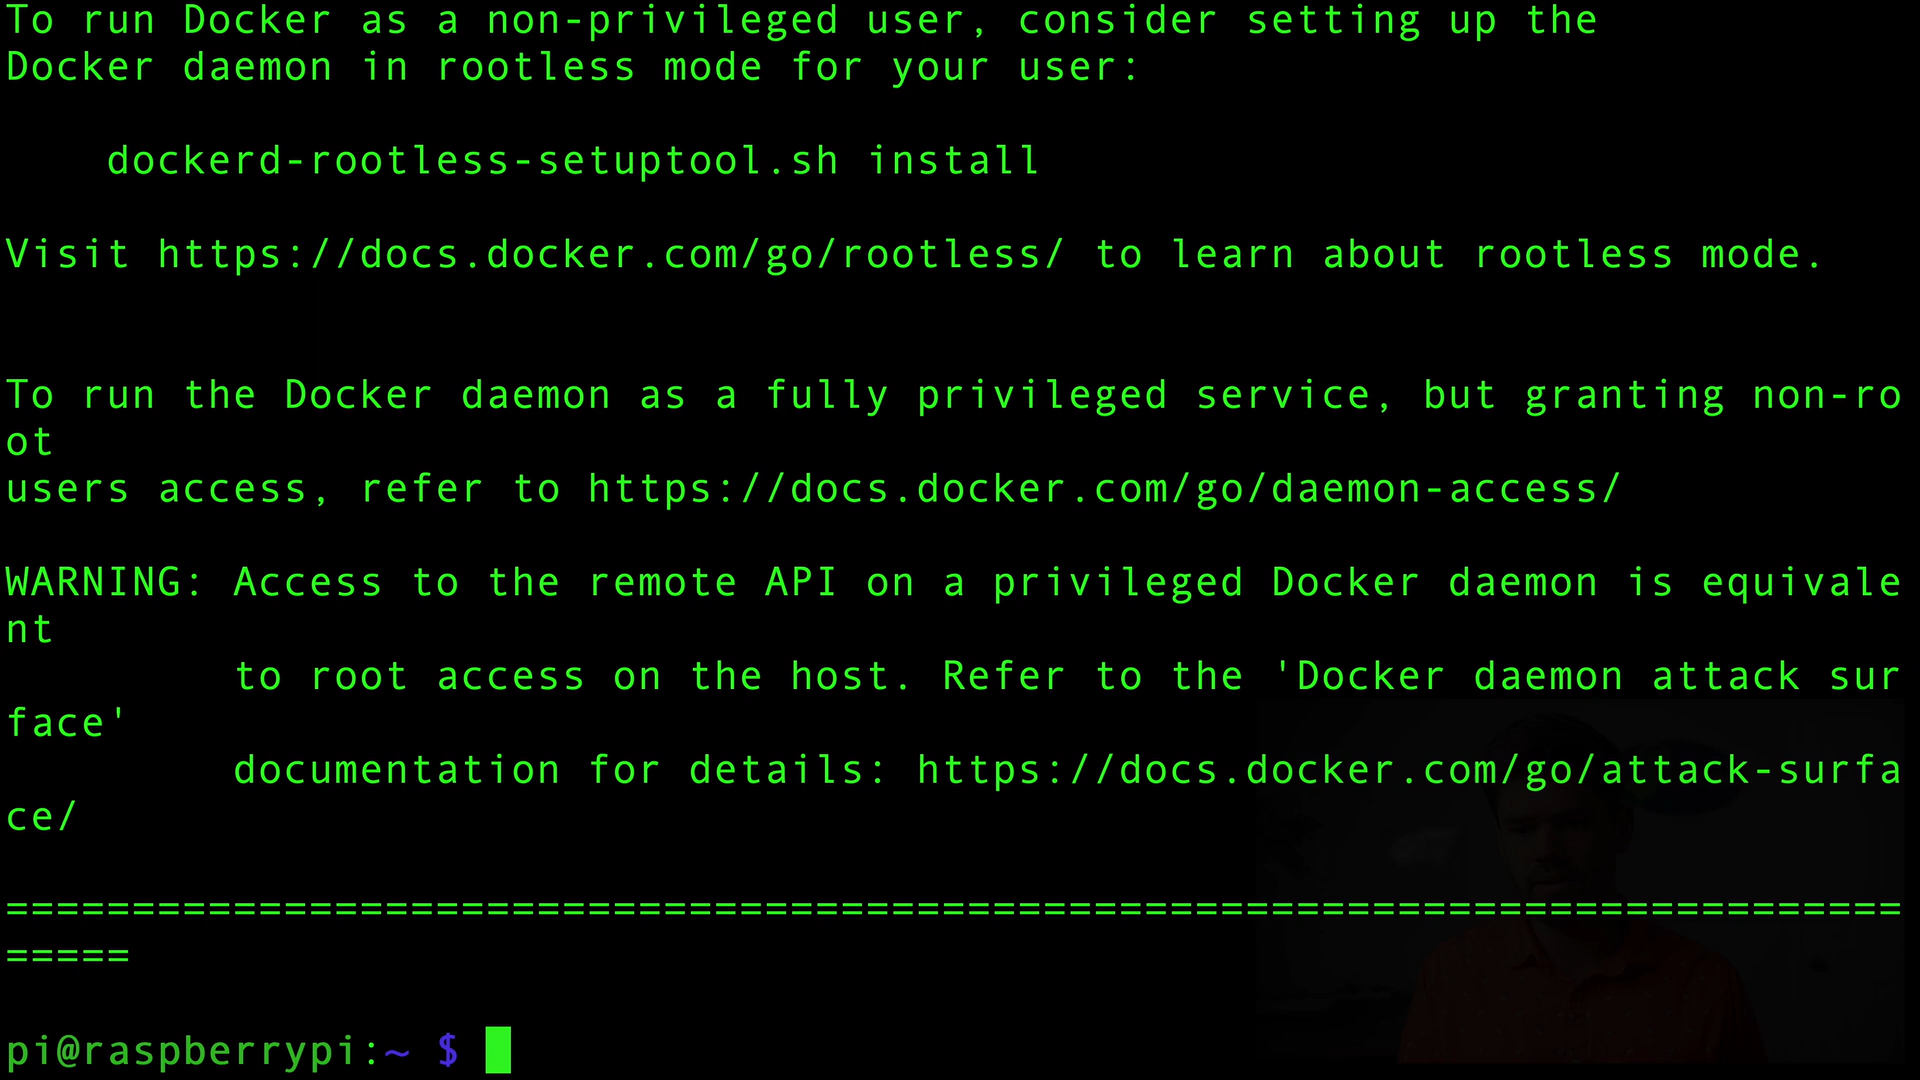 To run Docker as a non-privileged user, consider setting up the
Docker daemon in rootless mode for your user:
dockerd-rootless-setuptool.sh install
Visit https://docs.docker.com/go/rootless/ to learn about rootless mode.
To run the Docker daemon as a fully privileged service, but granting non-ro
ot
users access, refer to https://docs.docker.com/go/daemon-access/
WARNING: Access to the remote API on a privileged Docker daemon is equivale
nt
to root access on the host. Refer to the 'Docker daemon attack sur
face'
documentation for details: https://docs.docker.com/go/attack-surfa
ce/
===========================================================================
=====
pi@raspberrypi:~ $